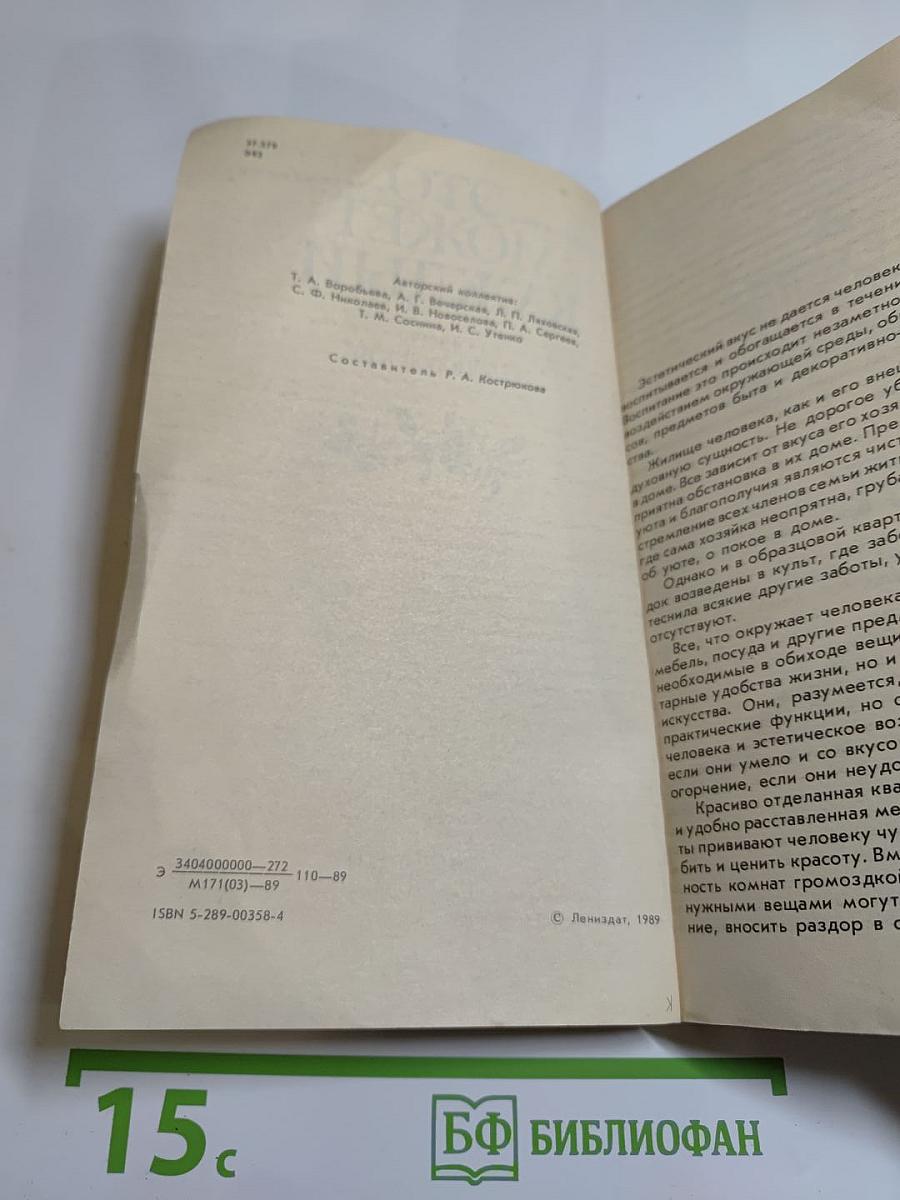 37.279
Авторский коллектив:
Т. А. Воробьева, А. Г. Вечерская, Л. П. Ляховская,
С. Ф. Николаев, И. В. Новоселова, П. А. Сергеев,
Т. М. Соснина, И. С. Утенко
Составитель Р. А. Кострюкова
Э 3404000000—272 110—89
М171(03)—89
ISBN 5-289-00358-4
© Лениздат, 1989
К
Эстетический вкус не дается человек
воспитывается и обогащается в течени
Воспитание это происходит незаметно
воздействием окружающей среды, об
сов, предметов быта и декоративно-
ства.
Жилище человека, как и его внеш
духовную сущность. Не дорогое уб
в доме. Все зависит от вкуса его хозя
приятна обстановка в их доме. Пре
уюта и благополучия являются чист
стремление всех членов семьи жить
где сама хозяйка неопрятна, груба
об уюте, о покое в доме.
Однако и в образцовой кварт
док возведены в культ, где забо
теснила всякие другие заботы, у
отсутствуют.
Все, что окружает человека
мебель, посуда и другие пред
необходимые в обиходе вещи
тарные удобства жизни, но и
искусства. Они, разумеется,
практические функции, но о
человека и эстетическое воз
если они умело и со вкусо
огорчение, если они неудо
Красиво отделанная ква
и удобно расставленная ме
ты прививают человеку чу
бить и ценить красоту. Вм
ность комнат громоздкой
нужными вещами могут
ние, вносить раздор в с
15с
БФ БИБЛИОФАН